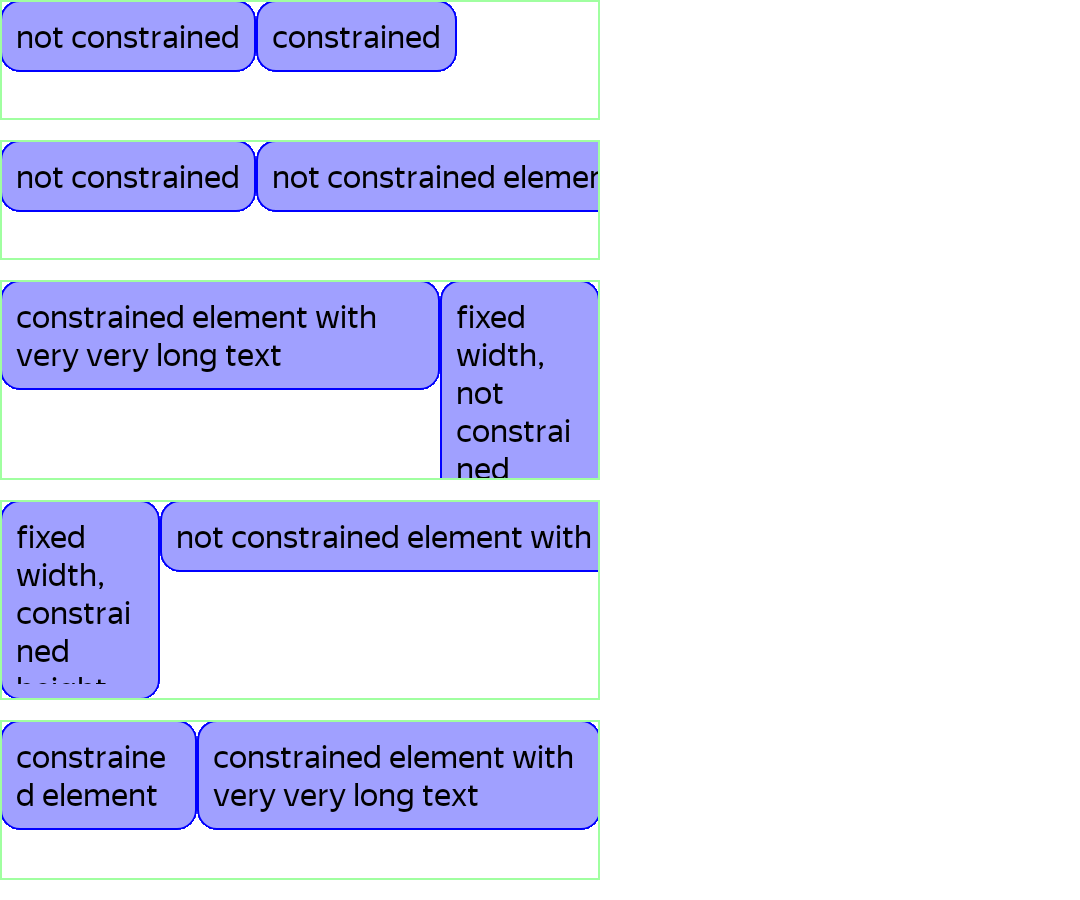 not constrained
constrained
not constrained
not constrained elemen
constrained element with
very very long text
fixed
width,
not
constrai
ned
fixed
width,
constrai
ned
height
not constrained element with
constraine
d element
constrained element with
very very long text